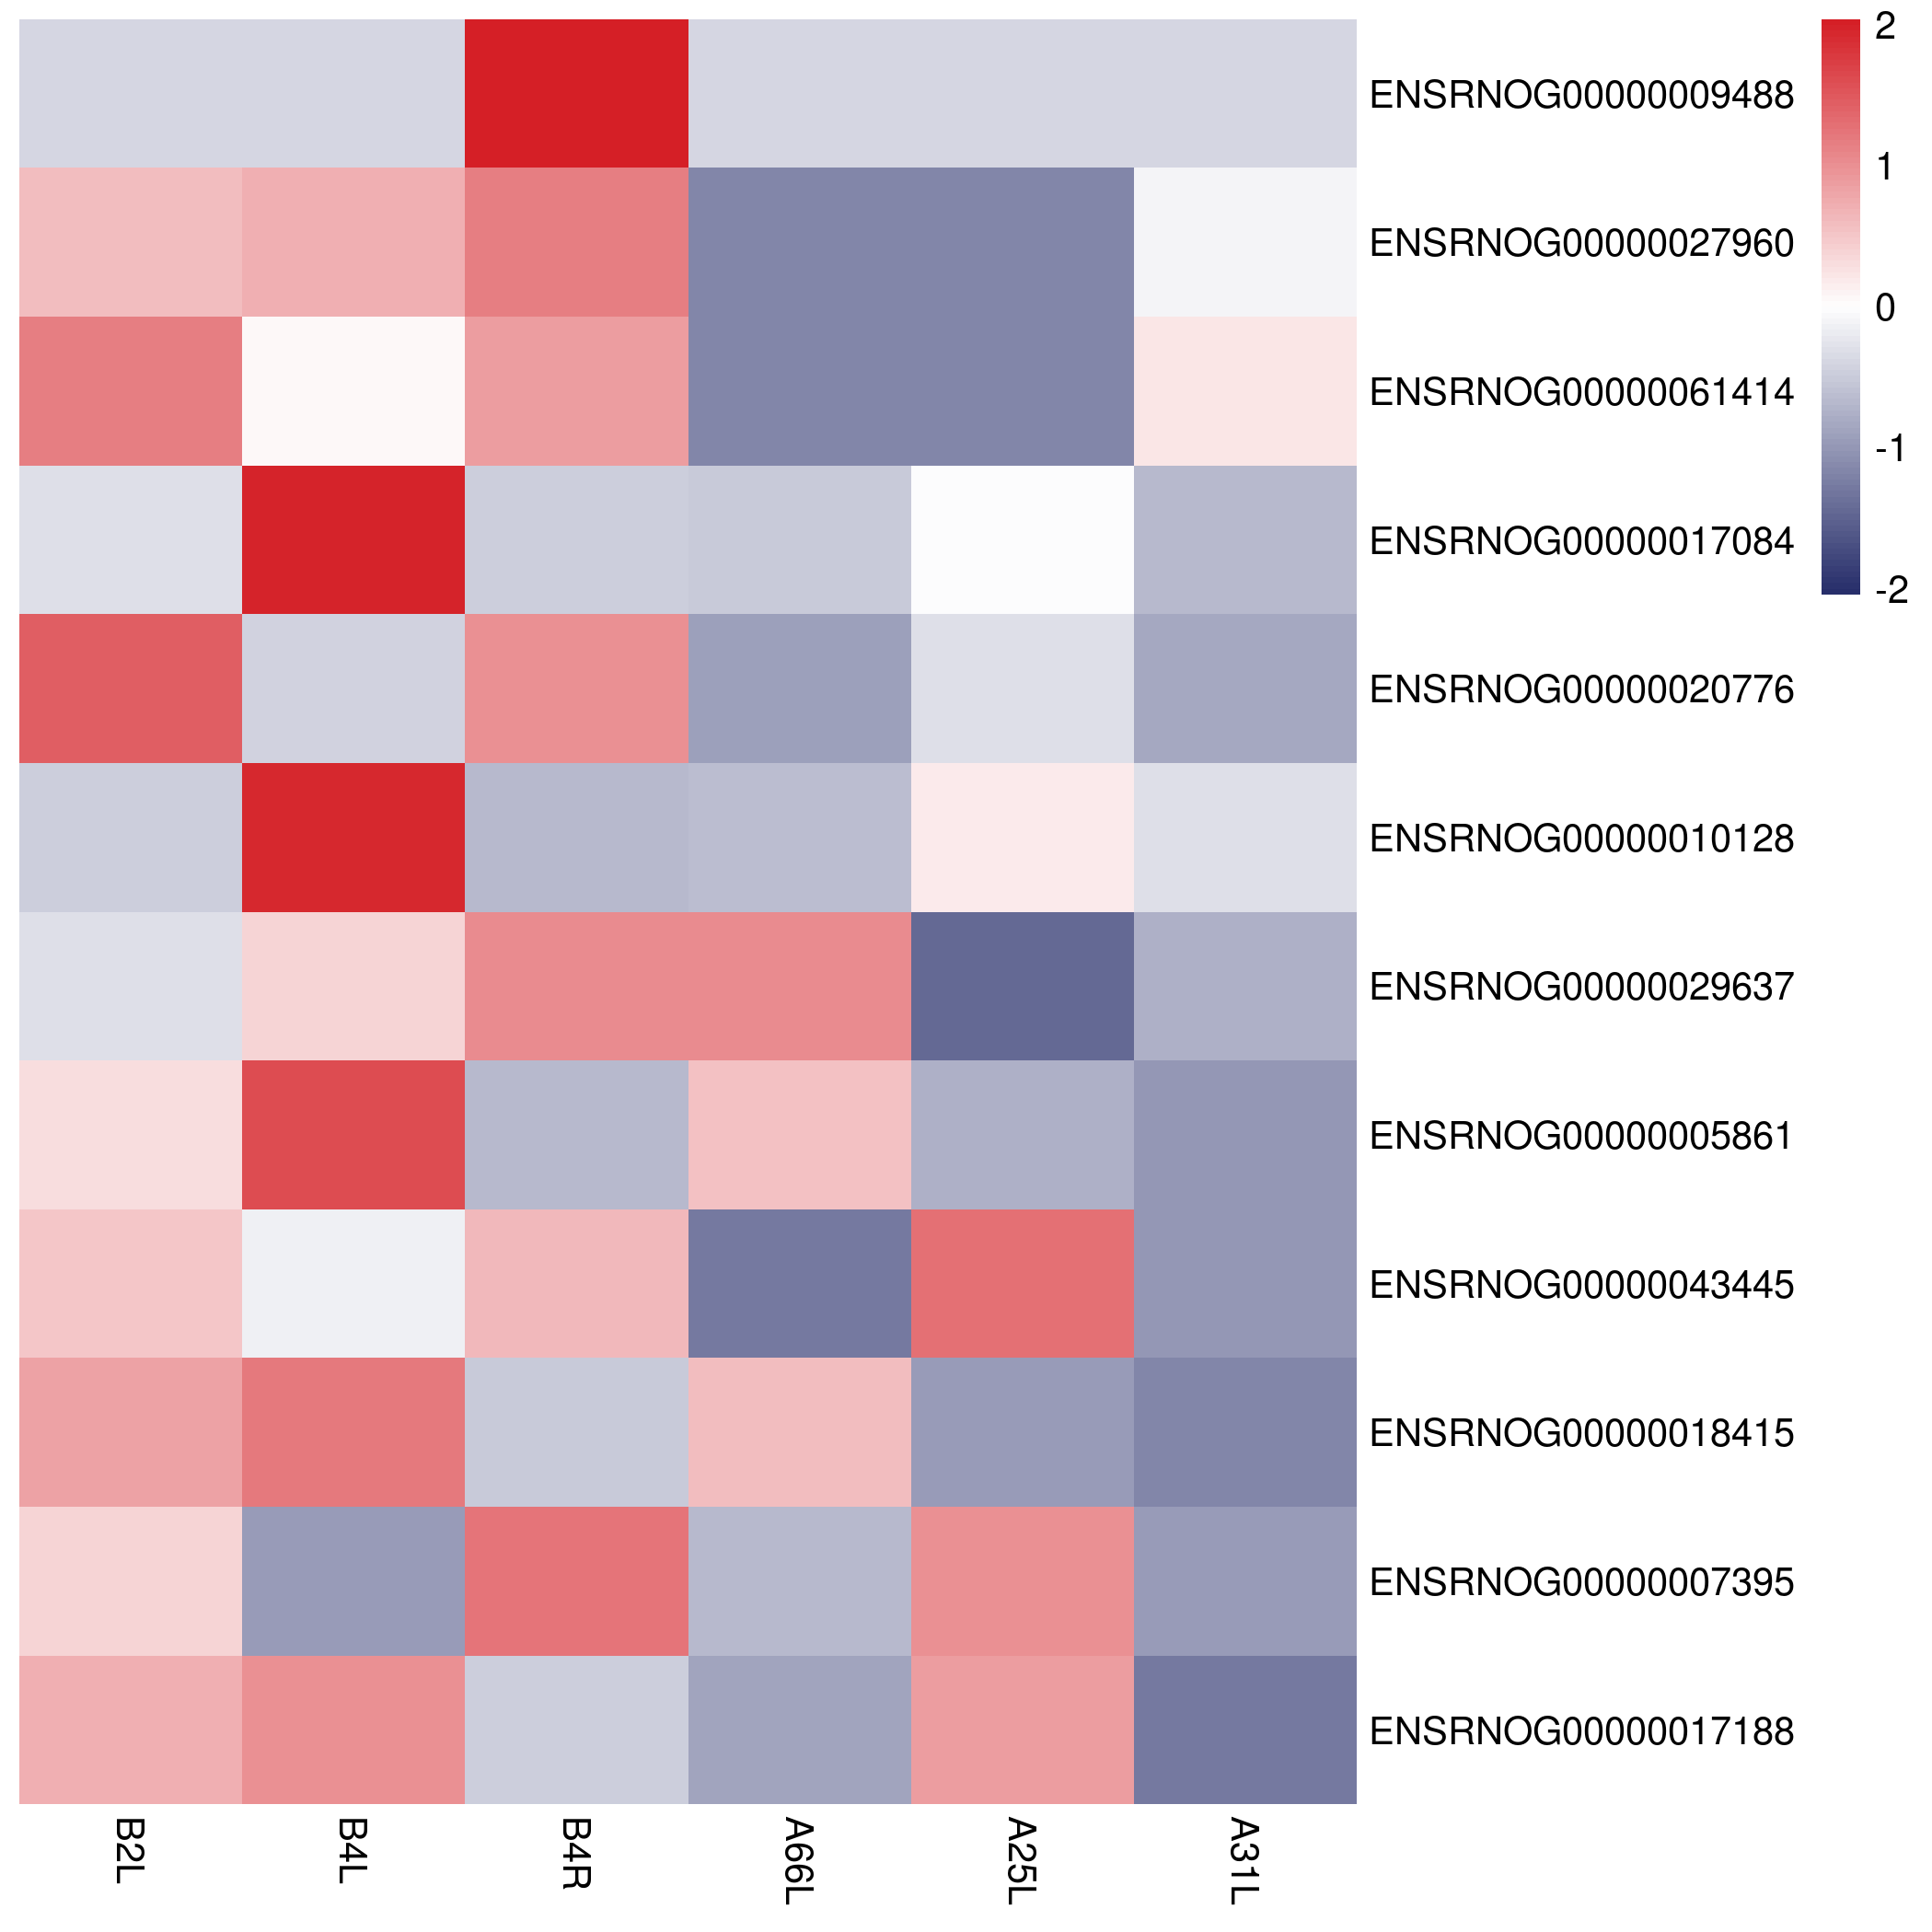 2
1
0
-1
-2
ENSRNOG00000009488
ENSRNOG00000027960
ENSRNOG00000061414
ENSRNOG00000017084
ENSRNOG00000020776
ENSRNOG00000010128
ENSRNOG00000029637
ENSRNOG00000005861
ENSRNOG00000043445
ENSRNOG00000018415
ENSRNOG00000007395
ENSRNOG00000017188
B2L
B4L
B4R
A66L
A25L
A31L